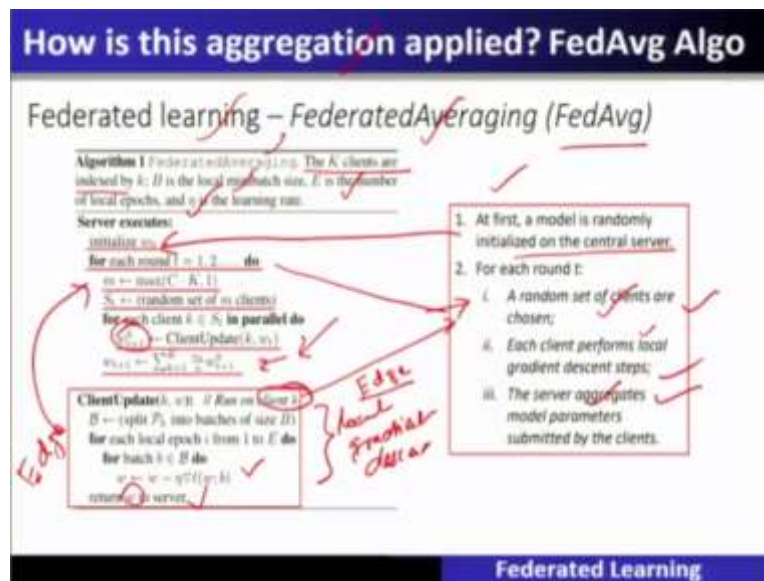 How is this aggregation applied? FedAvg Algo
Federated learning – FederatedAveraging (FedAvg)
Algorithm 1 FederatedAveraging. The K clients are
indexed by k; B is the local minibatch size, E is the number
of local epochs, and η is the learning rate.
Server executes:
initialize w₀
for each round t = 1, 2, ... do
m ← max(C · K, 1)
Sₜ ← (random set of m clients)
for each client k ∈ Sₜ in parallel do
← ClientUpdate(k, wₜ)
ClientUpdate(k, w): // Run on client k
B ← (split Pₖ into batches of size B)
for each local epoch i from 1 to E do
for batch b ∈ B do
w ← w − η∇ℓ(w; b)
return w to server
1. At first, a model is randomly
initialized on the central server.
2. For each round t:
i. A random set of clients are
chosen;
ii. Each client performs local
gradient descent steps;
iii. The server aggregates
model parameters
submitted by the clients.
Edge
Edge
local
Federated Learning